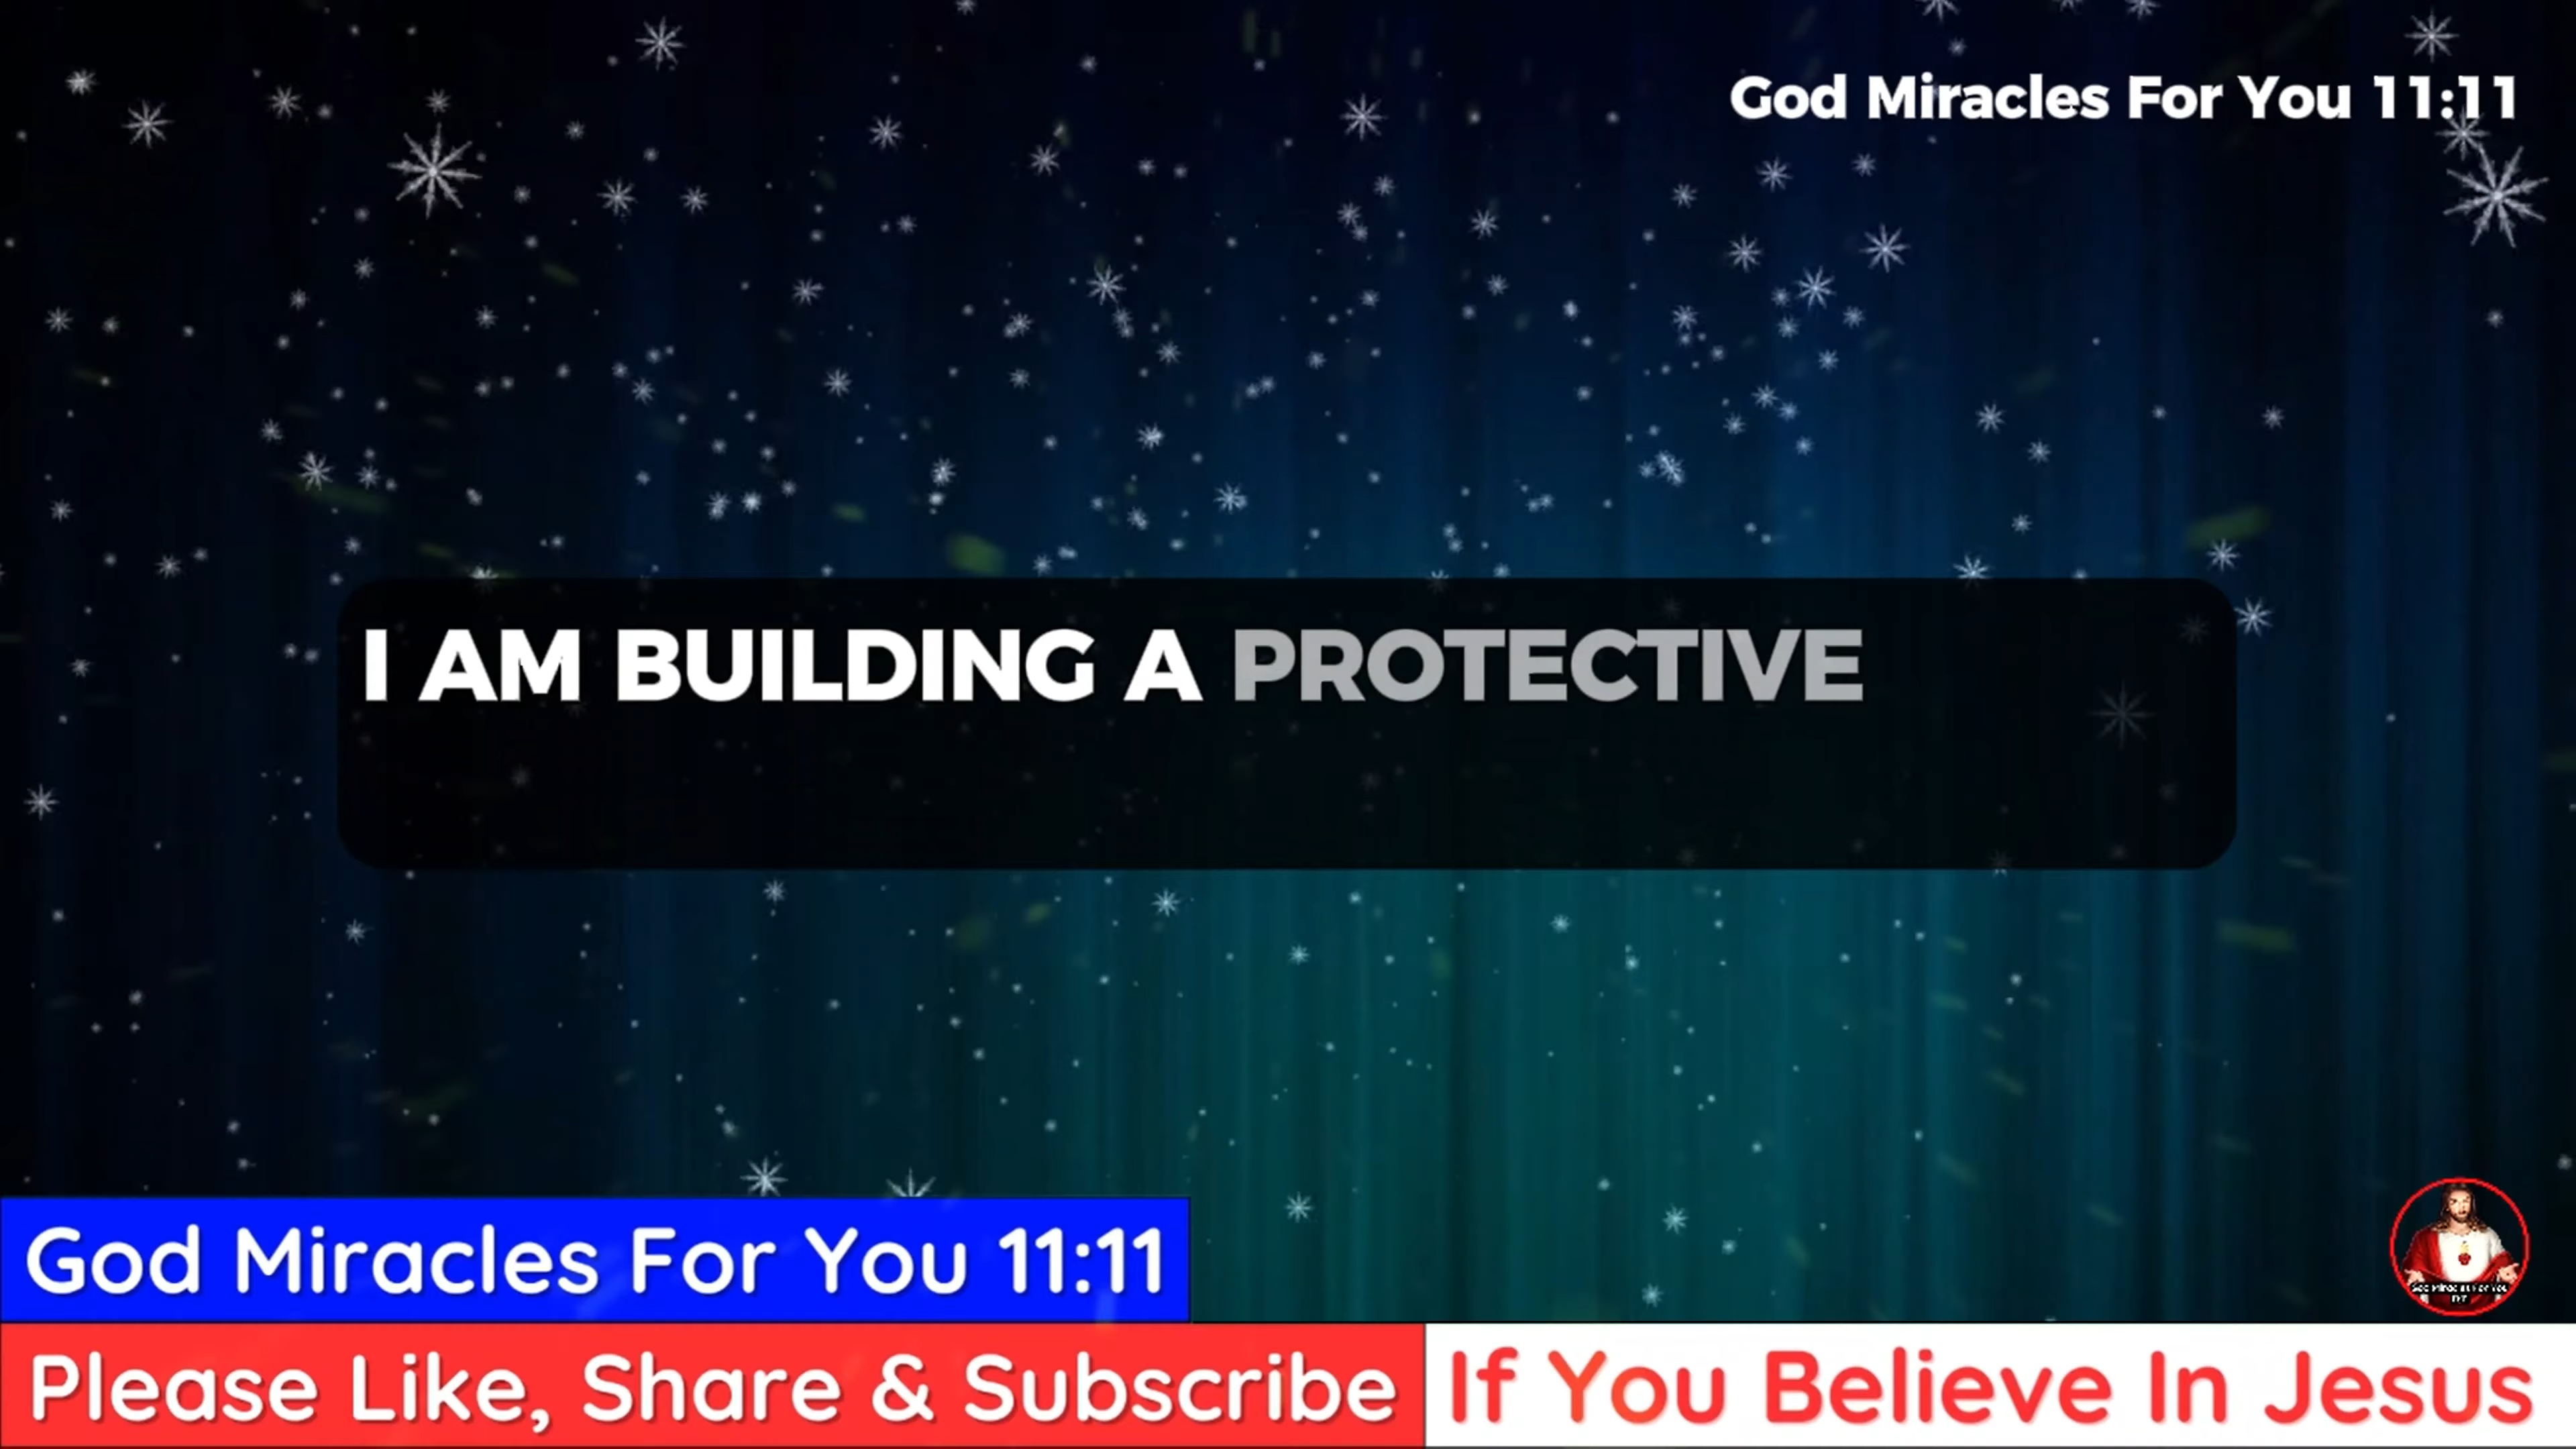 God Miracles For You 11:11
I AM BUILDING A PROTECTIVE
God Miracles For You 11:11
Please Like, Share & Subscribe
If You Believe In Jesus